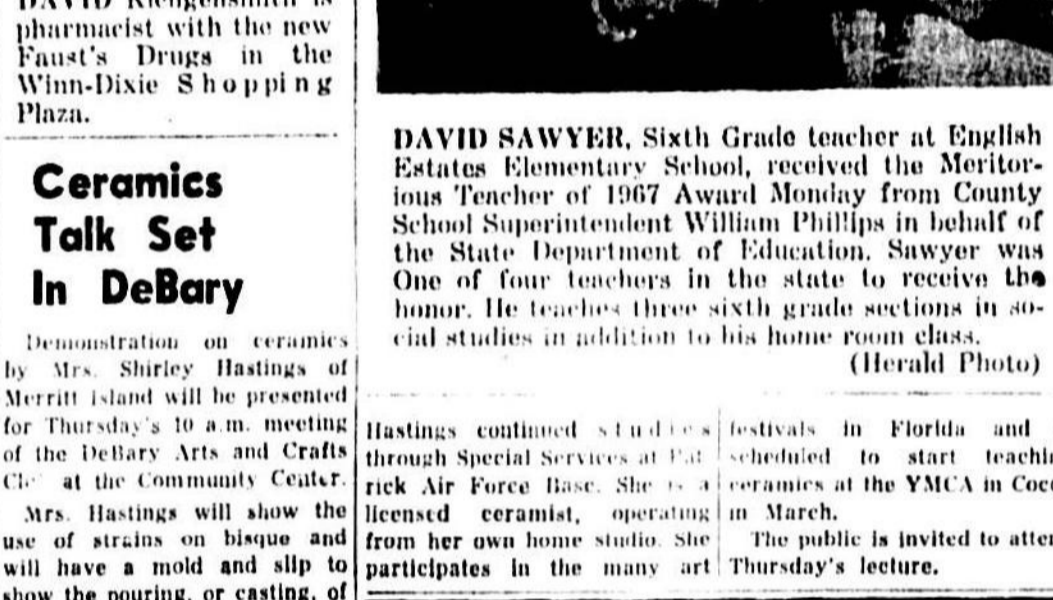 DAVID Kleugensmith is
pharmacist with the new
Faust's Drugs in the
Winn-Dixie Shopping
Plaza.
Ceramics
Talk Set
In DeBary
Demonstration on ceramics
by Mrs. Shirley Hastings of
Merritt Island will be presented
for Thursday's 10 a.m. meeting
of the DeBary Arts and Crafts
at the Community Center.
Mrs. Hastings will show the
use of strains on bisque and
will have a mold and slip to
show the pouring, or casting, of
DAVID SAWYER, Sixth Grade teacher at English
Estates Elementary School, received the Meritor-
ious Teacher of 1967 Award Monday from County
School Superintendent William Phillips in behalf of
the State Department of Education. Sawyer was
One of four teachers in the state to receive the
honor. He teaches three sixth grade sections in so-
cial studies in addition to his home room class.
(Herald Photo)
Hastings continued studies
through Special Services at Pat
rick Air Force Base. She is a
licensed ceramist, operating
from her own home studio. She
participates in the many art
festivals in Florida and
scheduled to start teachin
ceramics at the YMCA in Coco
in March.
The public is invited to atten
Thursday's lecture.